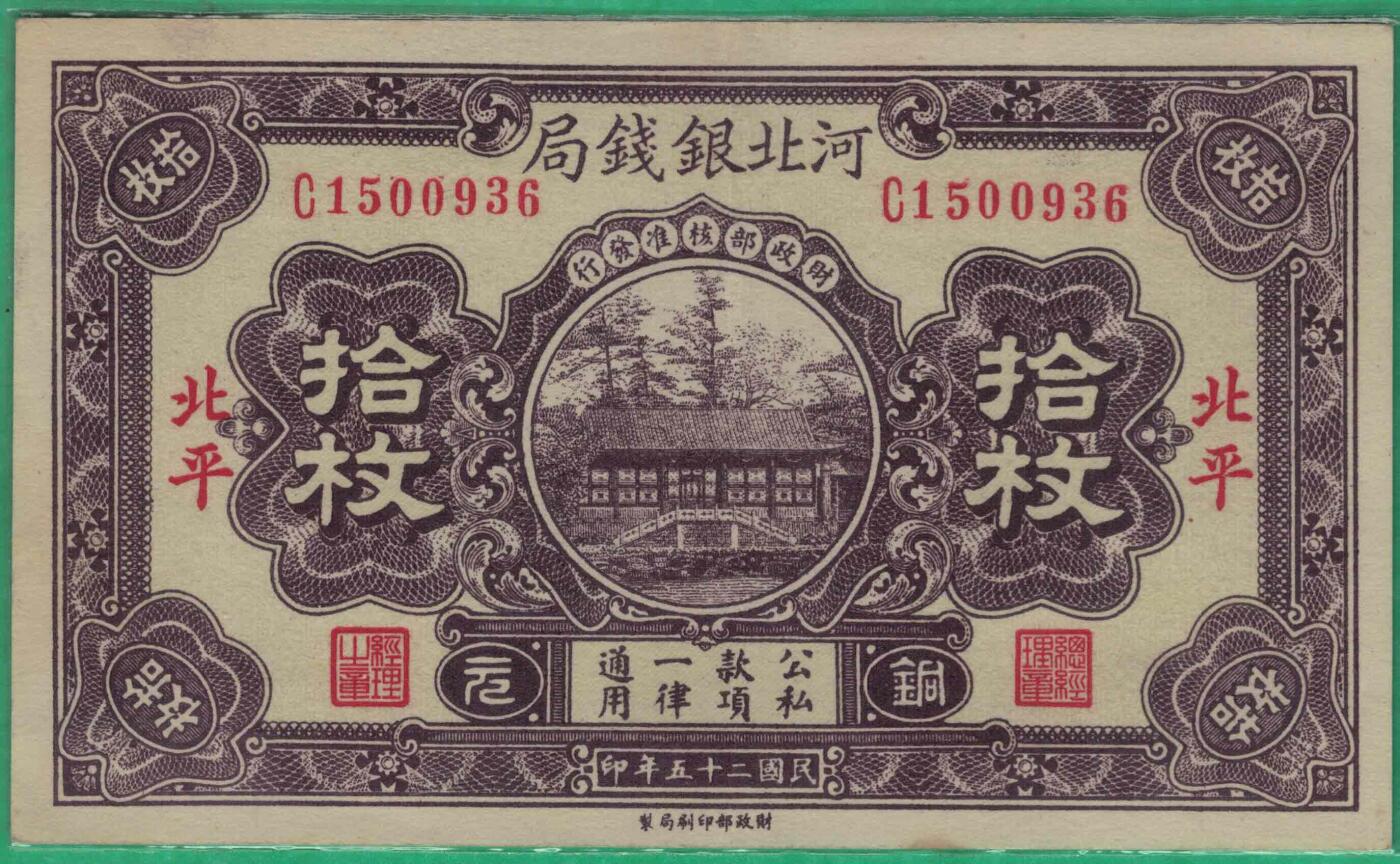 河北銀錢局
C1500936
C1500936
財政部核准發行
拾枚
拾枚
拾枚
拾枚
拾枚
拾枚
北平
北平
總經理章
經理之章
銅元
公私
款項
一律
通用
民國二十五年印
財政部印刷局製